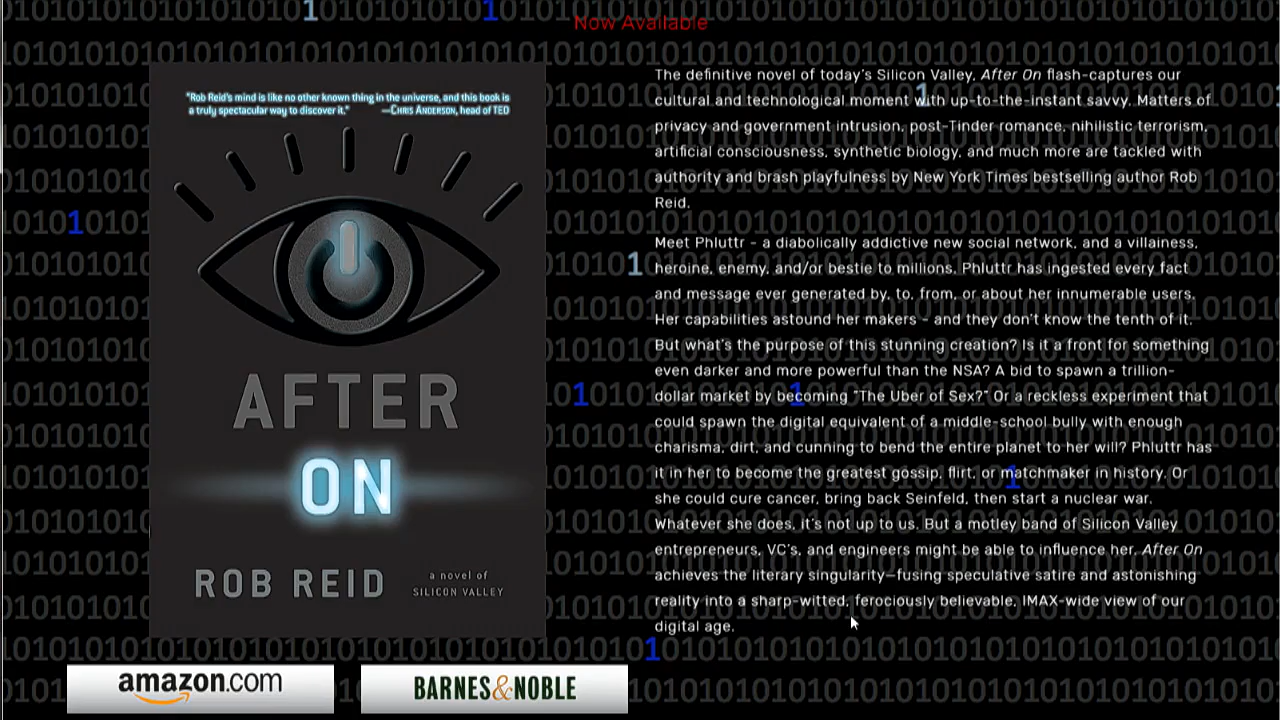 Now Available
"Rob Reid's mind is like no other known thing in the universe, and this book is
a truly spectacular way to discover it." —Chris Anderson, head of TED
AFTER
ON
ROB REID
a novel of
SILICON VALLEY
amazon.com
BARNES&NOBLE
The definitive novel of today's Silicon Valley, After On flash-captures our
cultural and technological moment with up-to-the-instant savvy. Matters of
privacy and government intrusion, post-Tinder romance, nihilistic terrorism,
artificial consciousness, synthetic biology, and much more are tackled with
authority and brash playfulness by New York Times bestselling author Rob
Reid.
Meet Phluttr - a diabolically addictive new social network, and a villainess,
heroine, enemy, and/or bestie to millions. Phluttr has ingested every fact
and message ever generated by, to, from, or about her innumerable users.
Her capabilities astound her makers - and they don't know the tenth of it.
But what's the purpose of this stunning creation? Is it a front for something
even darker and more powerful than the NSA? A bid to spawn a trillion-
dollar market by becoming "The Uber of Sex?" Or a reckless experiment that
could spawn the digital equivalent of a middle-school bully with enough
charisma, dirt, and cunning to bend the entire planet to her will? Phluttr has
it in her to become the greatest gossip, flirt, or matchmaker in history. Or
she could cure cancer, bring back Seinfeld, then start a nuclear war.
Whatever she does, it's not up to us. But a motley band of Silicon Valley
entrepreneurs, VC's, and engineers might be able to influence her. After On
achieves the literary singularity—fusing speculative satire and astonishing
reality into a sharp-witted, ferociously believable, IMAX-wide view of our
digital age.